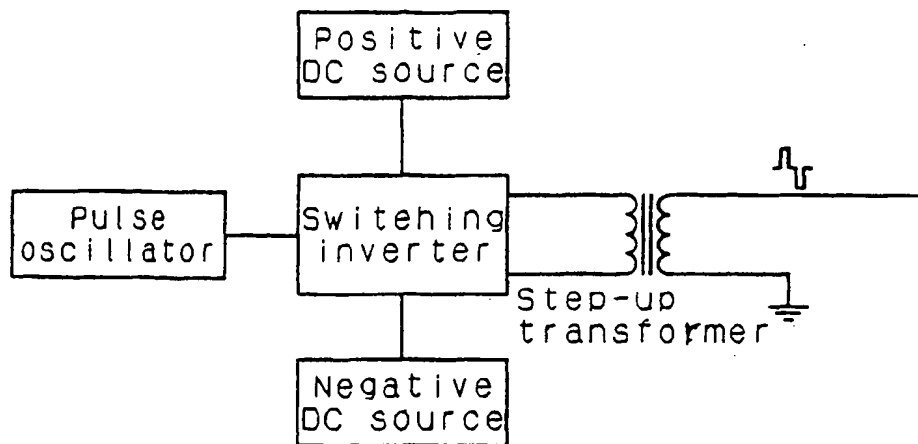 Positive
DC source
Pulse
oscillator
Switehing
inverter
Step-up
transformer
Negative
DC source